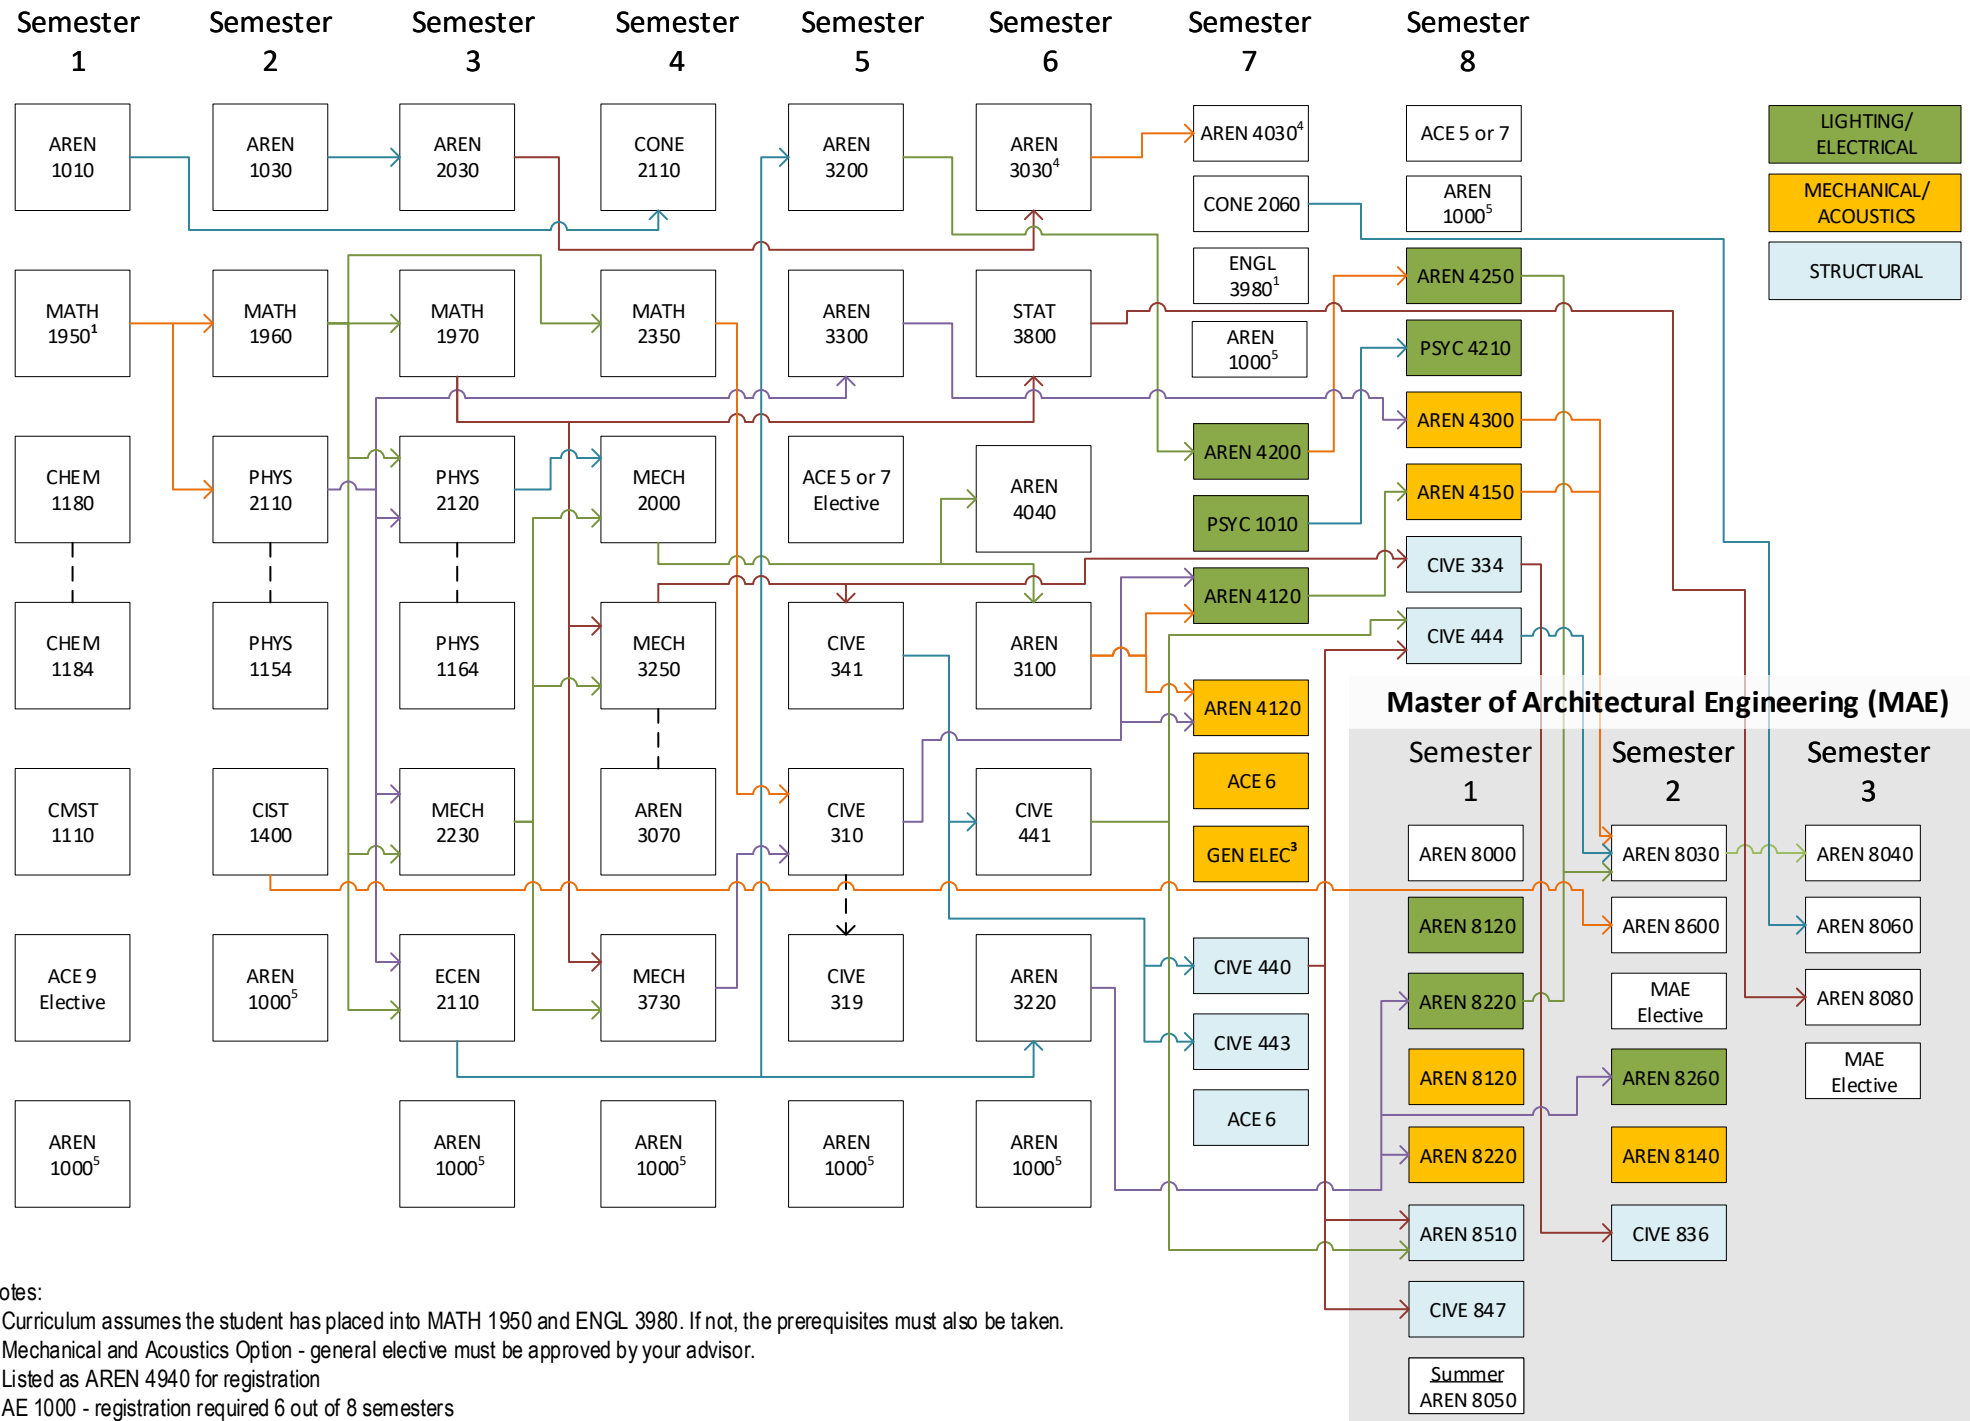 Semester
1
Semester
2
Semester
3
Semester
4
Semester
5
Semester
6
Semester
7
Semester
8
AREN
1010
AREN
1030
AREN
2030
CONE
2110
AREN
3200
AREN
3030⁴
AREN 4030⁴
ACE 5 or 7
LIGHTING/
ELECTRICAL
CONE 2060
AREN
1000⁵
MECHANICAL/
ACOUSTICS
MATH
1950¹
MATH
1960
MATH
1970
MATH
2350
AREN
3300
STAT
3800
ENGL
3980¹
AREN 4250
STRUCTURAL
AREN
1000⁵
PSYC 4210
AREN 4300
CHEM
1180
PHYS
2110
PHYS
2120
MECH
2000
ACE 5 or 7
Elective
AREN
4040
AREN 4200
AREN 4150
PSYC 1010
CIVE 334
CHEM
1184
PHYS
1154
PHYS
1164
MECH
3250
CIVE
341
AREN
3100
AREN 4120
CIVE 444
AREN 4120
Master of Architectural Engineering (MAE)
Semester
1
Semester
2
Semester
3
CMST
1110
CIST
1400
MECH
2230
AREN
3070
CIVE
310
CIVE
441
ACE 6
GEN ELEC³
AREN 8000
AREN 8030
AREN 8040
AREN 8120
AREN 8600
AREN 8060
ACE 9
Elective
AREN
1000⁵
ECEN
2110
MECH
3730
CIVE
319
AREN
3220
CIVE 440
AREN 8220
MAE
Elective
AREN 8080
CIVE 443
AREN 8120
AREN 8260
MAE
Elective
AREN
1000⁵
AREN
1000⁵
AREN
1000⁵
AREN
1000⁵
AREN
1000⁵
ACE 6
AREN 8220
AREN 8140
AREN 8510
CIVE 836
CIVE 847
Summer
AREN 8050
otes:
Curriculum assumes the student has placed into MATH 1950 and ENGL 3980. If not, the prerequisites must also be taken.
Mechanical and Acoustics Option - general elective must be approved by your advisor.
Listed as AREN 4940 for registration
AE 1000 - registration required 6 out of 8 semesters